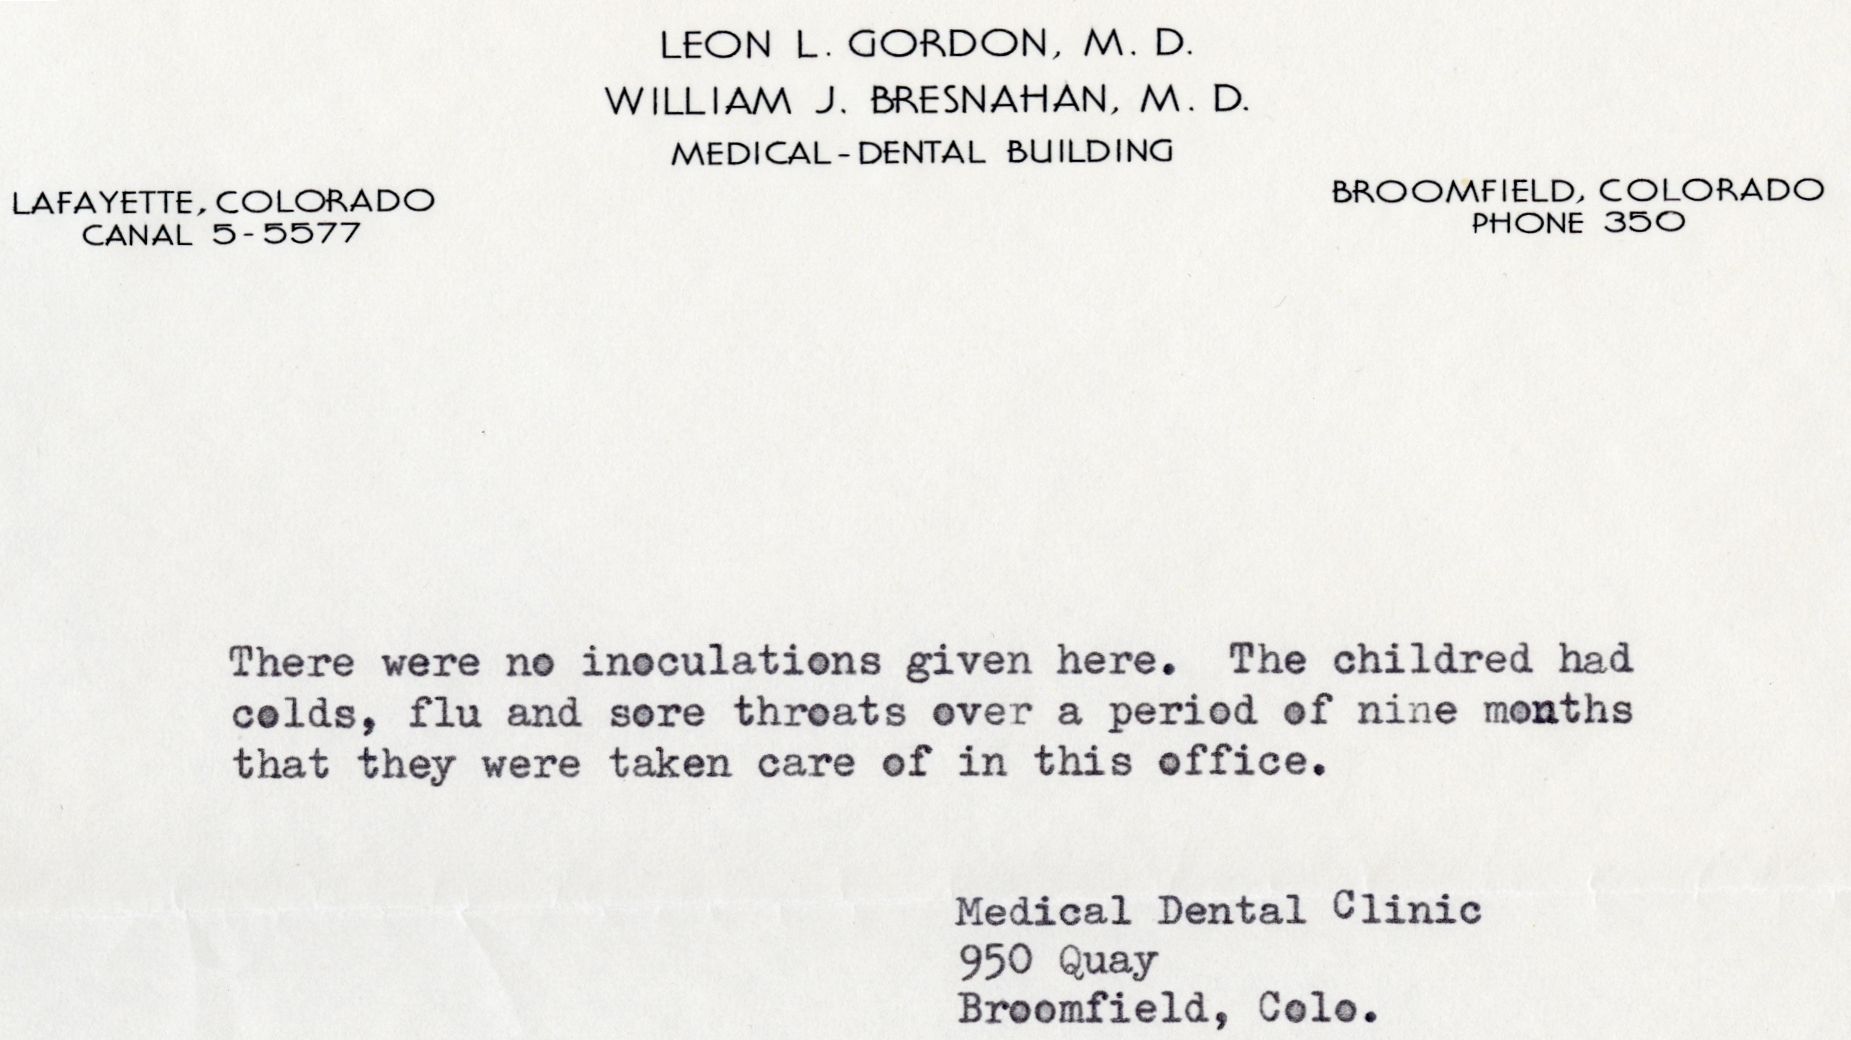 LEON L. GORDON, M. D.
WILLIAM J. BRESNAHAN, M. D.
MEDICAL-DENTAL BUILDING
LAFAYETTE, COLORADO
CANAL 5-5577
BROOMFIELD, COLORADO
PHONE 350
There were no inoculations given here.  The childred had
colds, flu and sore throats over a period of nine months
that they were taken care of in this office.
Medical Dental Clinic
950 Quay
Broomfield, Colo.